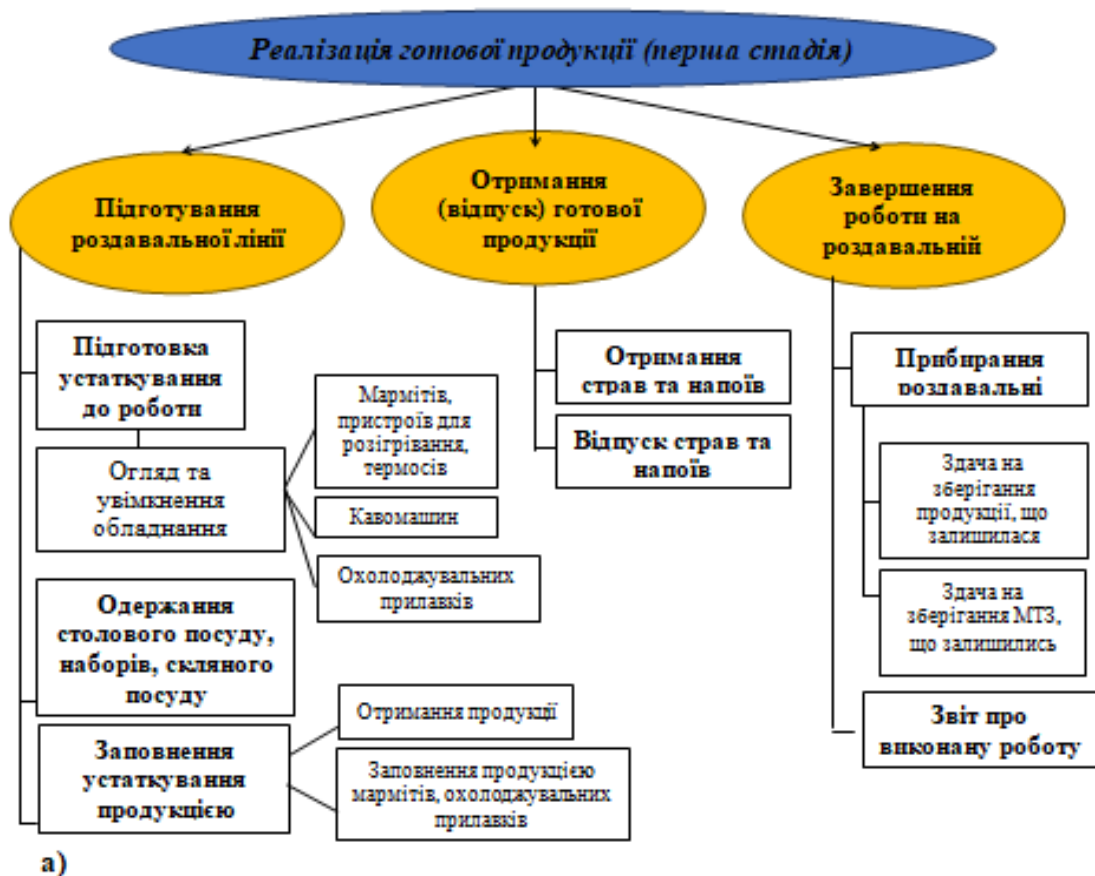 Реалізація готової продукції (перша стадія)
Підготування
роздавальної лінії
Отримання
(відпуск) готової
продукції
Завершення
роботи на
роздавальній
Підготовка
устаткування
до роботи
Огляд та
увімкнення
обладнання
Мармітів,
пристроїв для
розігрівання,
термосів
Кавомашин
Охолоджувальних
прилавків
Одержання
столового посуду,
наборів, скляного
посуду
Заповнення
устаткування
продукцією
Отримання продукції
Заповнення продукцією
мармітів, охолоджувальних
прилавків
Отримання
страв та напоїв
Відпуск страв та
напоїв
Прибирання
роздавальні
Здача на
зберігання
продукції, що
залишилася
Здача на
зберігання МТЗ,
що залишились
Звіт про
виконану роботу
а)